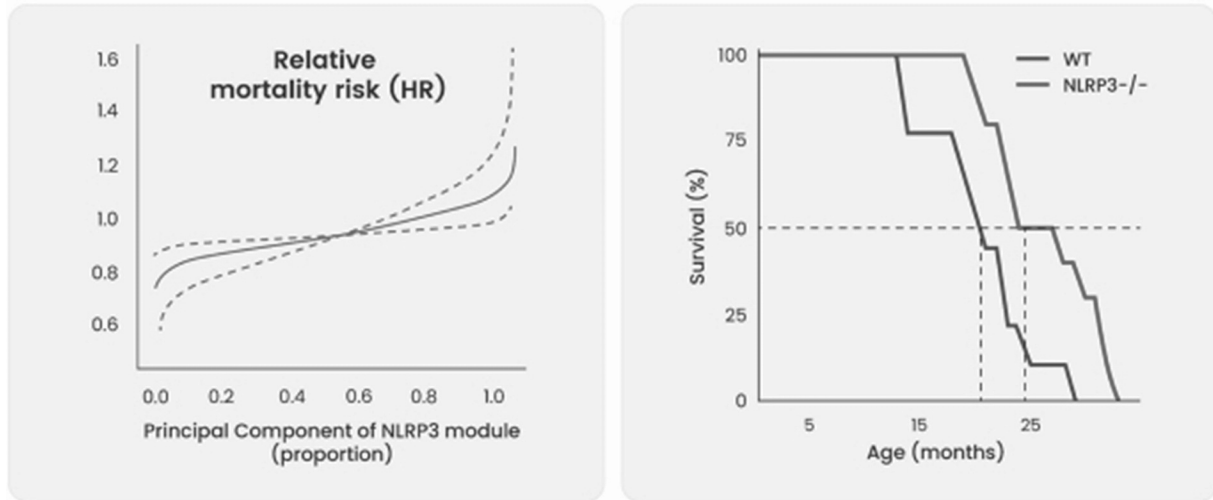 Relative
mortality risk (HR)
1.6
1.4
1.2
1.0
0.8
0.6
0.0 0.2 0.4 0.6 0.8 1.0
Principal Component of NLRP3 module
(proportion)
WT
NLRP3-/-
Survival (%)
100
75
50
25
0
5 15 25
Age (months)